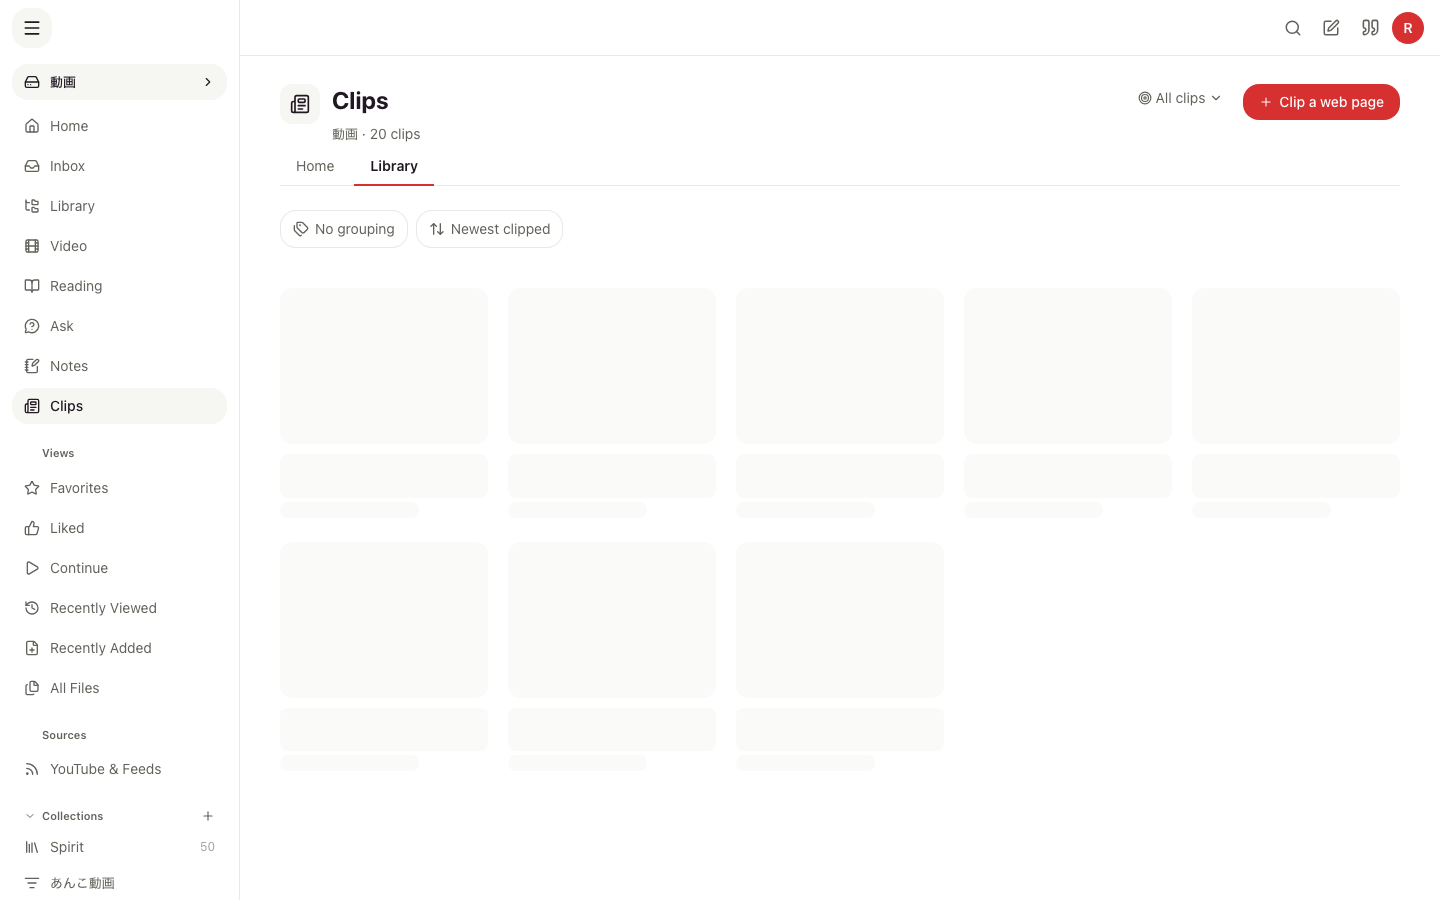 動画
Home
Inbox
Library
Video
Reading
Ask
Notes
Clips
Views
Favorites
Liked
Continue
Recently Viewed
Recently Added
All Files
Sources
YouTube & Feeds
Collections
Spirit 50
あんこ動画
R
Clips
動画 · 20 clips
All clips
Clip a web page
Home Library
No grouping Newest clipped